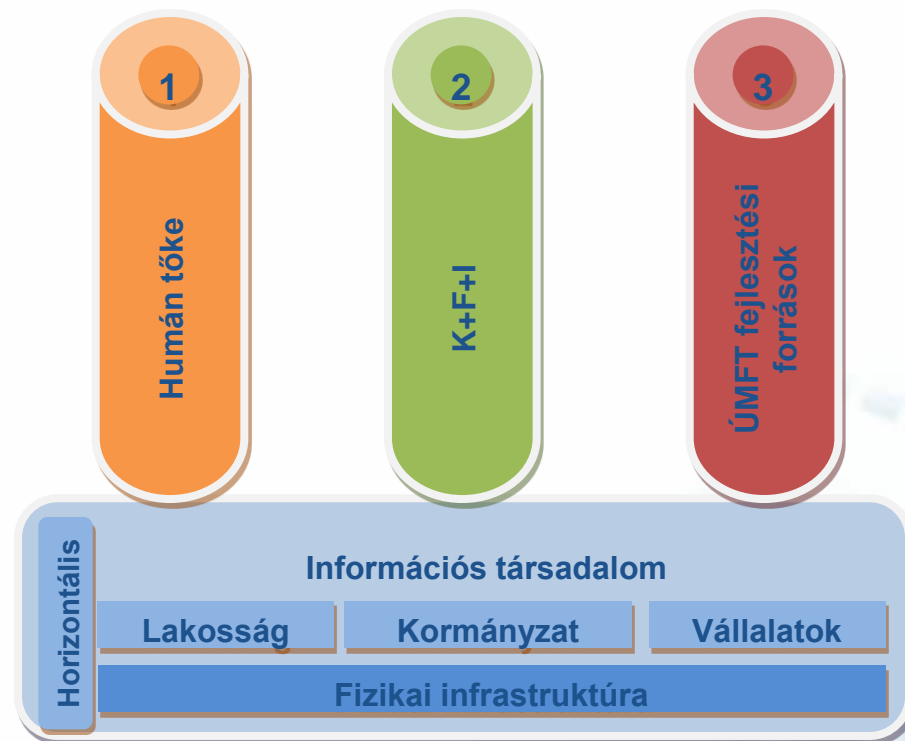 1
2
3
Humán tőke
K+F+I
ÚMFT fejlesztési
források
Horizontális
Információs társadalom
Lakosság
Kormányzat
Vállalatok
Fizikai infrastruktúra